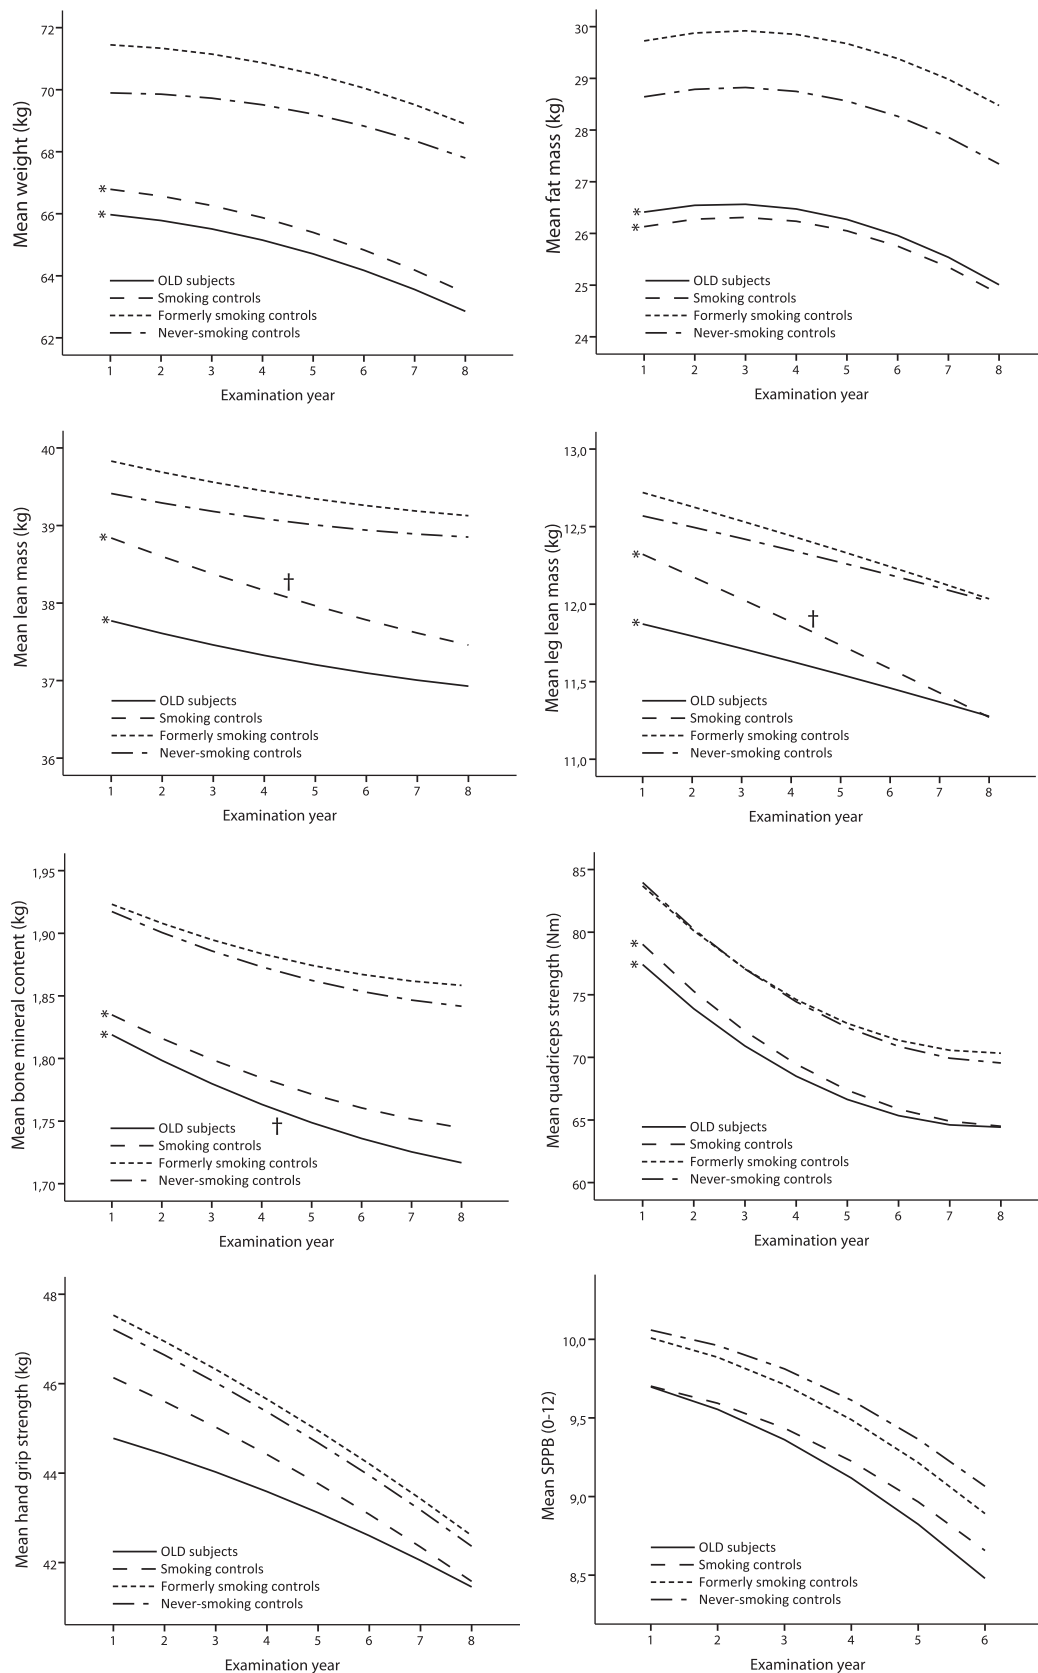 Mean weight (kg)
72
70
68
66
64
62
*
*
OLD subjects
Smoking controls
Formerly smoking controls
Never-smoking controls
1 2 3 4 5 6 7 8
Examination year
Mean fat mass (kg)
30
29
28
27
26
25
24
*
*
OLD subjects
Smoking controls
Formerly smoking controls
Never-smoking controls
1 2 3 4 5 6 7 8
Examination year
Mean lean mass (kg)
40
39
38
37
36
*
*
†
OLD subjects
Smoking controls
Formerly smoking controls
Never-smoking controls
1 2 3 4 5 6 7 8
Examination year
Mean leg lean mass (kg)
13,0
12,5
12,0
11,5
11,0
*
*
†
OLD subjects
Smoking controls
Formerly smoking controls
Never-smoking controls
1 2 3 4 5 6 7 8
Examination year
Mean bone mineral content (kg)
1,95
1,90
1,85
1,80
1,75
1,70
*
*
†
OLD subjects
Smoking controls
Formerly smoking controls
Never-smoking controls
1 2 3 4 5 6 7 8
Examination year
Mean quadriceps strength (Nm)
85
80
75
70
65
60
*
*
OLD subjects
Smoking controls
Formerly smoking controls
Never-smoking controls
1 2 3 4 5 6 7 8
Examination year
Mean hand grip strength (kg)
48
46
44
42
OLD subjects
Smoking controls
Formerly smoking controls
Never-smoking controls
1 2 3 4 5 6 7 8
Examination year
Mean SPPB (0-12)
10,0
9,5
9,0
8,5
OLD subjects
Smoking controls
Formerly smoking controls
Never-smoking controls
1 2 3 4 5 6
Examination year